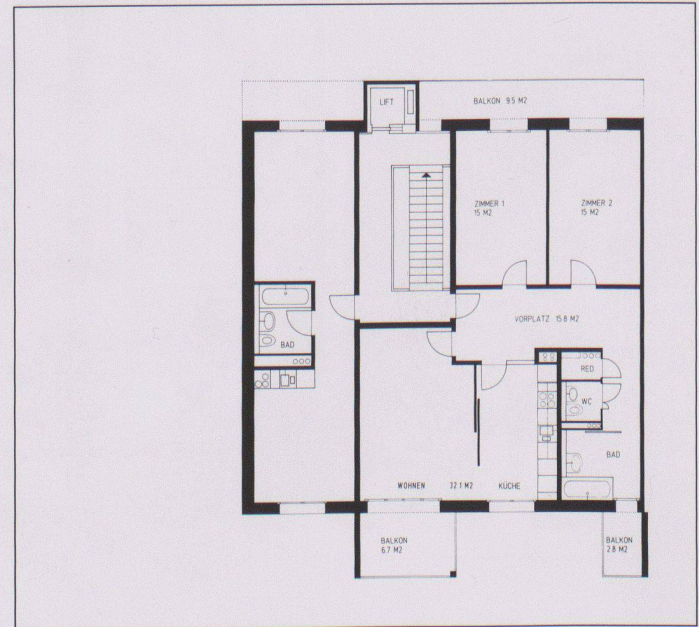 LIFT
BALKON 9.5 M2
ZIMMER 1
15 M2
ZIMMER 2
15 M2
VORPLATZ 15.8 M2
BAD
RED.
WC
BAD
WOHNEN 32.1 M2 KÜCHE
BALKON
6.7 M2
BALKON
2.8 M2